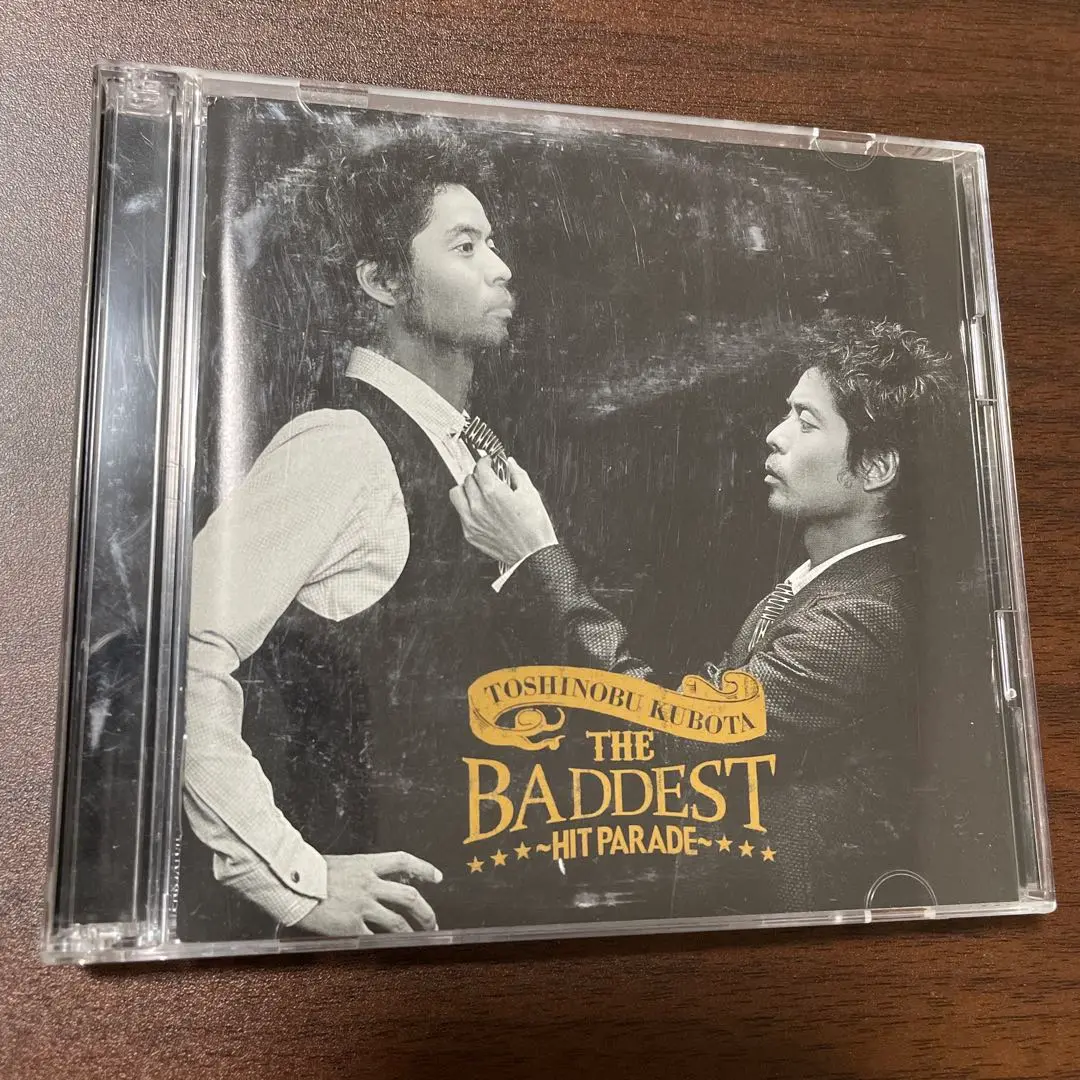 TOSHINOBU KUBOTA
THE
BADDEST
★★★~HIT PARADE~★★★